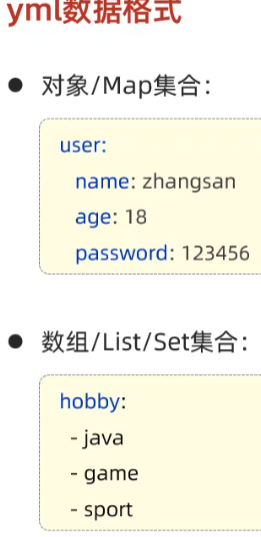 yml数据格式
● 对象/Map集合：
user:
name: zhangsan
age: 18
password: 123456
● 数组/List/Set集合：
hobby:
- java
- game
- sport